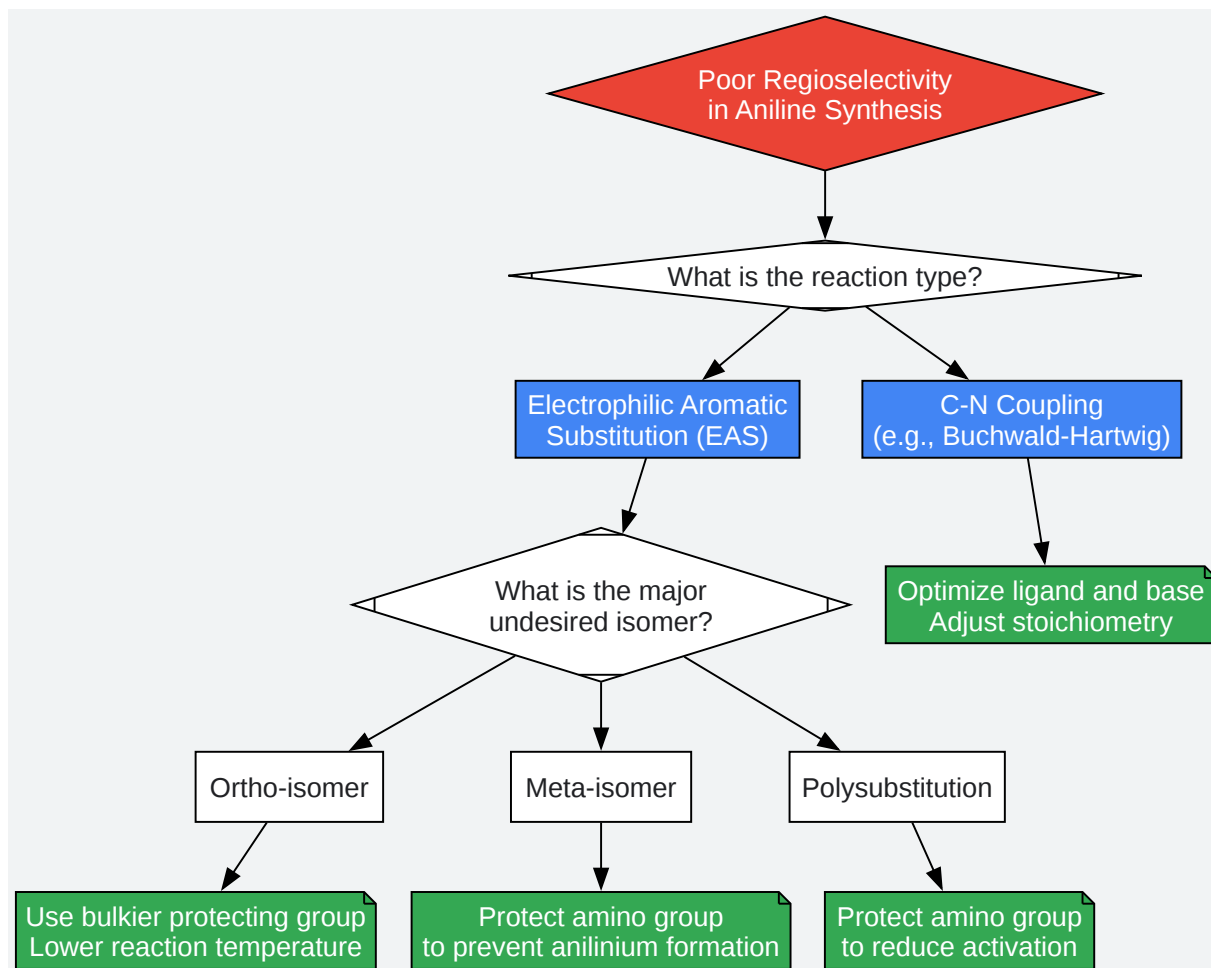 Poor Regioselectivity
in Aniline Synthesis
What is the reaction type?
Electrophilic Aromatic
Substitution (EAS)
C-N Coupling
(e.g., Buchwald-Hartwig)
What is the major
undesired isomer?
Optimize ligand and base
Adjust stoichiometry
Ortho-isomer
Meta-isomer
Polysubstitution
Use bulkier protecting group
Lower reaction temperature
Protect amino group
to prevent anilinium formation
Protect amino group
to reduce activation